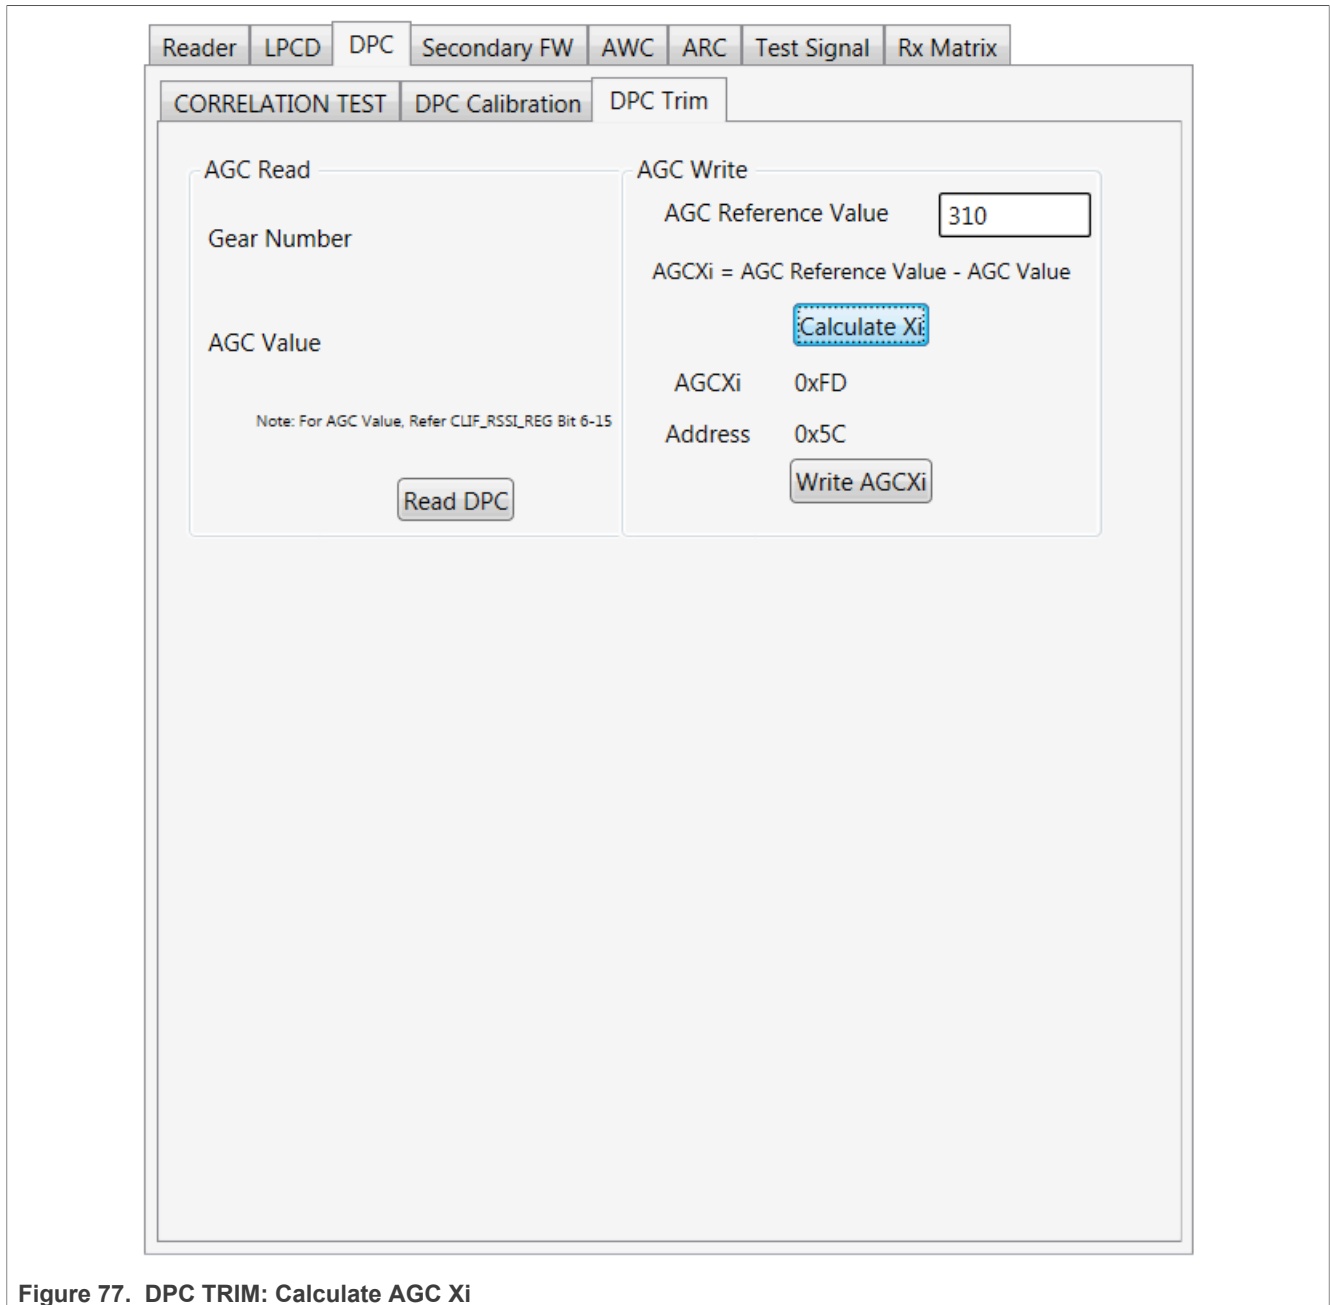 Reader LPCD DPC Secondary FW AWC ARC Test Signal Rx Matrix
CORRELATION TEST DPC Calibration DPC Trim
AGC Read
Gear Number
AGC Value
Note: For AGC Value, Refer CLIF_RSSI_REG Bit 6-15
Read DPC
AGC Write
AGC Reference Value 310
AGCXi = AGC Reference Value - AGC Value
Calculate Xi
AGCXi 0xFD
Address 0x5C
Write AGCXi
Figure 77. DPC TRIM: Calculate AGC Xi